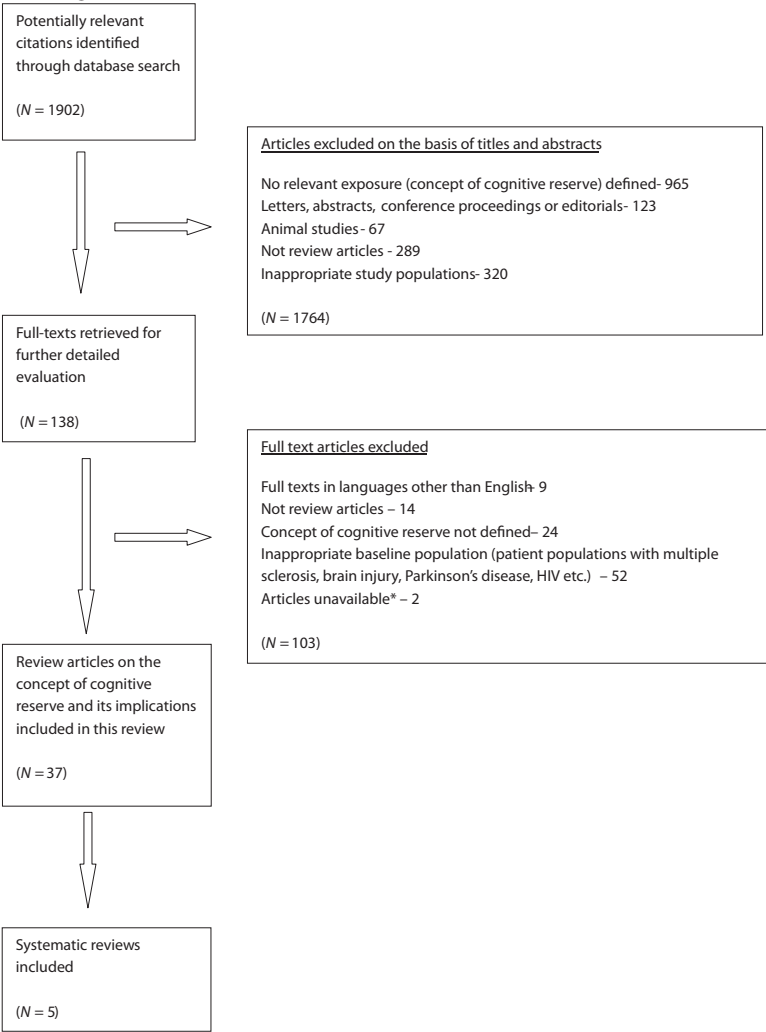 Potentially relevant
citations identified
through database search
(N = 1902)
Articles excluded on the basis of titles and abstracts
No relevant exposure (concept of cognitive reserve) defined- 965
Letters, abstracts, conference proceedings or editorials- 123
Animal studies - 67
Not review articles - 289
Inappropriate study populations- 320
(N = 1764)
Full-texts retrieved for
further detailed
evaluation
(N = 138)
Full text articles excluded
Full texts in languages other than English- 9
Not review articles – 14
Concept of cognitive reserve not defined– 24
Inappropriate baseline population (patient populations with multiple
sclerosis, brain injury, Parkinson's disease, HIV etc.) – 52
Articles unavailable* – 2
(N = 103)
Review articles on the
concept of cognitive
reserve and its implications
included in this review
(N = 37)
Systematic reviews
included
(N = 5)